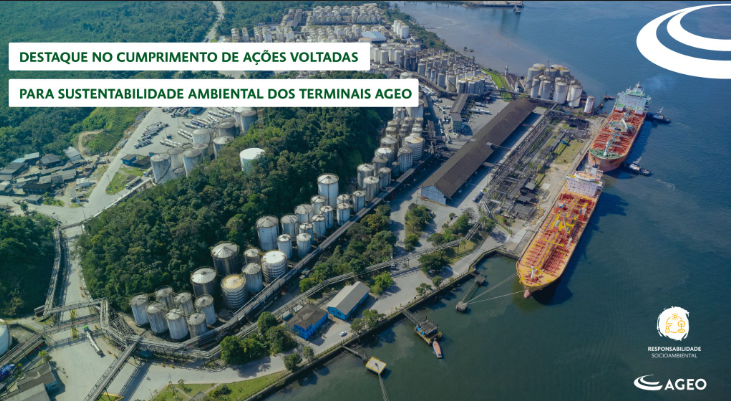 DESTAQUE NO CUMPRIMENTO DE AÇÕES VOLTADAS
PARA SUSTENTABILIDADE AMBIENTAL DOS TERMINAIS AGEO
RESPONSABILIDADE
SOCIOAMBIENTAL
AGEO